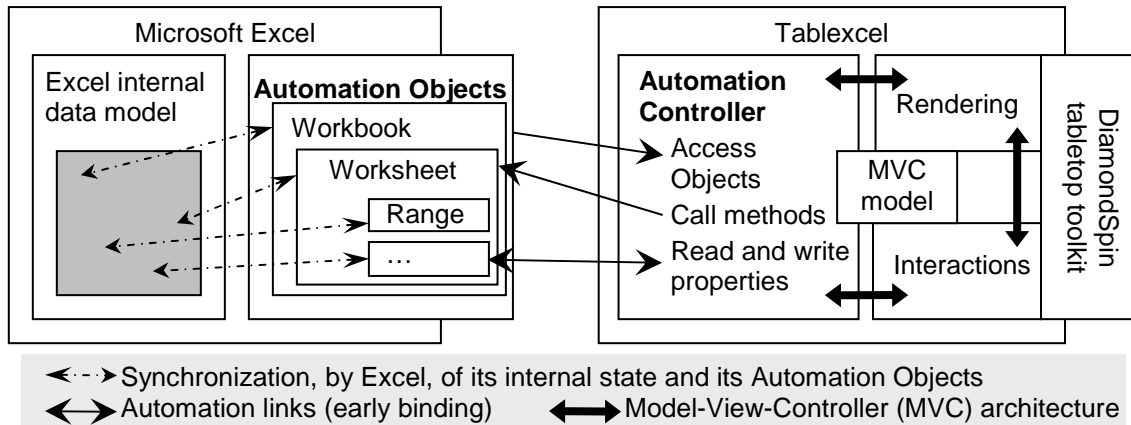 Microsoft Excel
Excel internal
data model
Automation Objects
Workbook
Worksheet
Range
...
Tablexcel
Automation
Controller
Access
Objects
Call methods
Read and write
properties
Rendering
MVC
model
Interactions
DiamondSpin
tabletop toolkit
Synchronization, by Excel, of its internal state and its Automation Objects
Automation links (early binding)
Model-View-Controller (MVC) architecture